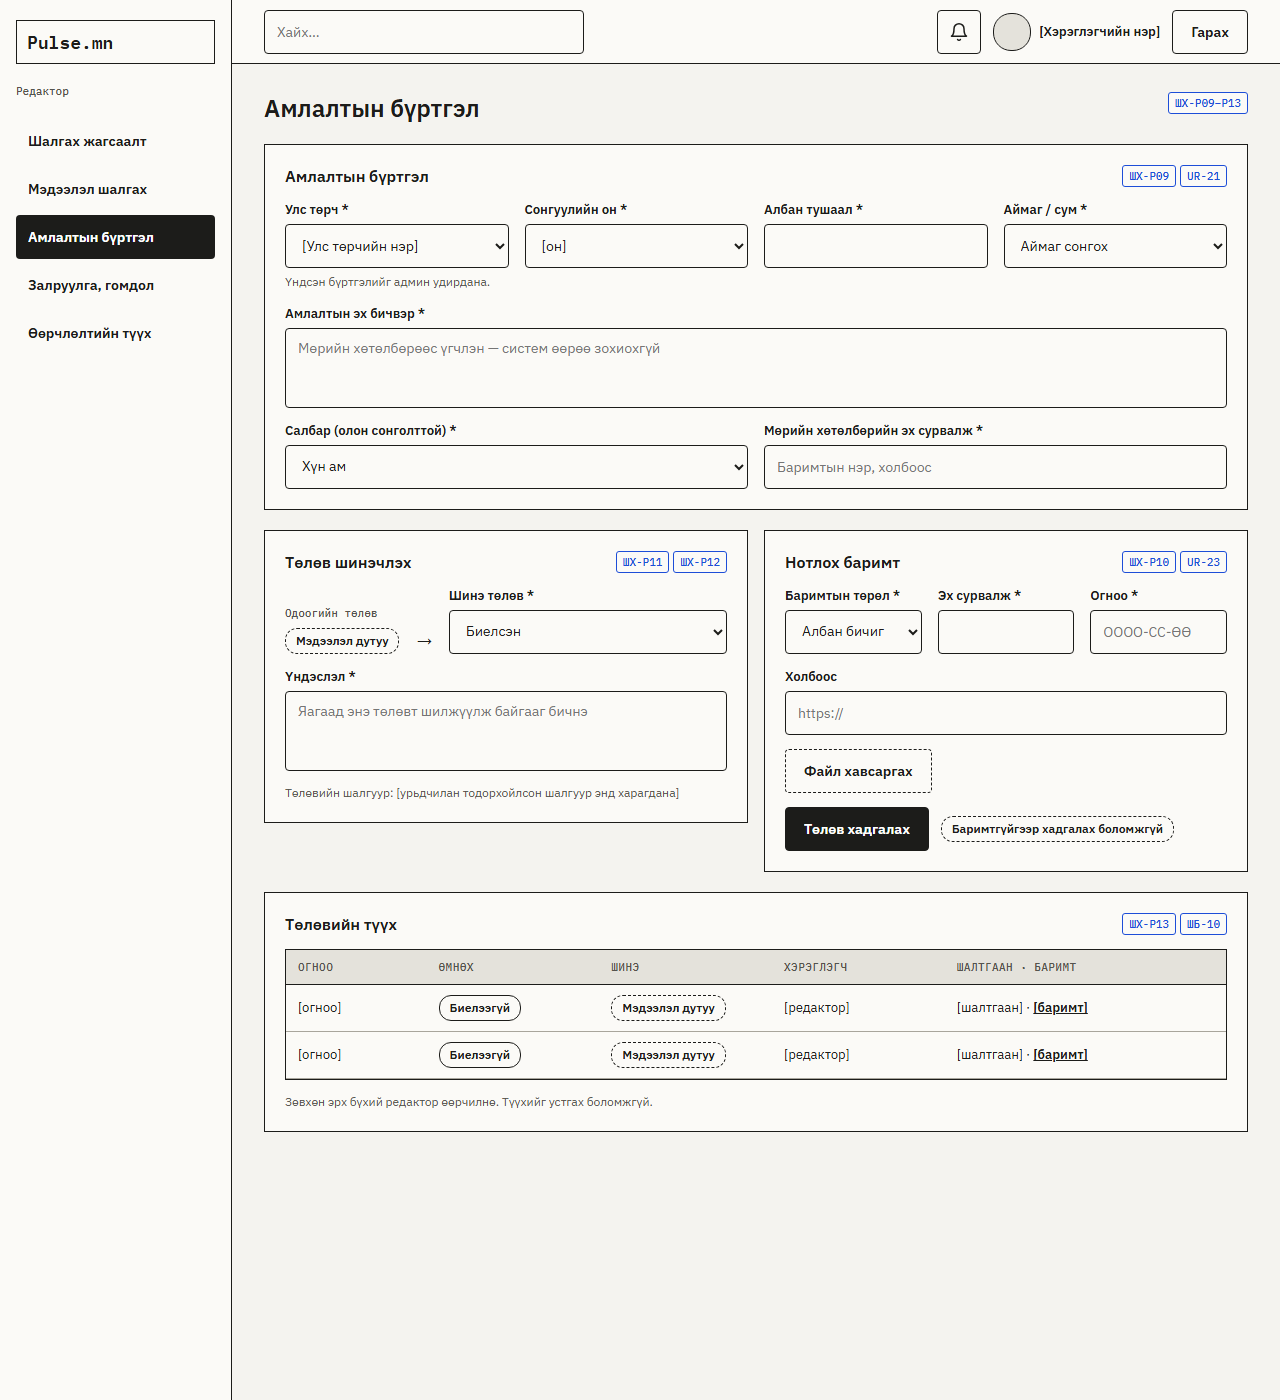 Pulse.mn
Редактор
Шалгах жагсаалт
Мэдээлэл шалгах
Амлалтын бүртгэл
Залруулга, гомдол
Өөрчлөлтийн түүх
Хайх...
[Хэрэглэгчийн нэр]
Гарах
Амлалтын бүртгэл
ШХ-Р09–Р13
Амлалтын бүртгэл
ШХ-Р09 UR-21
Улс төрч * Сонгуулийн он * Албан тушаал * Аймаг / сум *
[Улс төрчийн нэр] [он] Аймаг сонгох
Үндсэн бүртгэлийг админ удирдана.
Амлалтын эх бичвэр *
Мөрийн хөтөлбөрөөс үгчлэн — систем өөрөө зохиохгүй
Салбар (олон сонголттой) * Мөрийн хөтөлбөрийн эх сурвалж *
Хүн ам Баримтын нэр, холбоос
Төлөв шинэчлэх
ШХ-Р11 ШХ-Р12
Шинэ төлөв *
Одоогийн төлөв
Мэдээлэл дутуу → Биелсэн
Үндэслэл *
Яагаад энэ төлөвт шилжүүлж байгааг бичнэ
Төлөвийн шалгуур: [урьдчилан тодорхойлсон шалгуур энд харагдана]
Нотлох баримт
ШХ-Р10 UR-23
Баримтын төрөл * Эх сурвалж * Огноо *
Албан бичиг ОООО-СС-ӨӨ
Холбоос
https://
Файл хавсаргах
Төлөв хадгалах Баримтгүйгээр хадгалах боломжгүй
Төлөвийн түүх
ШХ-Р13 ШБ-10
ОГНОО ӨМНӨХ ШИНЭ ХЭРЭГЛЭГЧ ШАЛТГААН · БАРИМТ
[огноо] Биелээгүй Мэдээлэл дутуу [редактор] [шалтгаан] · [баримт]
[огноо] Биелээгүй Мэдээлэл дутуу [редактор] [шалтгаан] · [баримт]
Зөвхөн эрх бүхий редактор өөрчилнө. Түүхийг устгах боломжгүй.